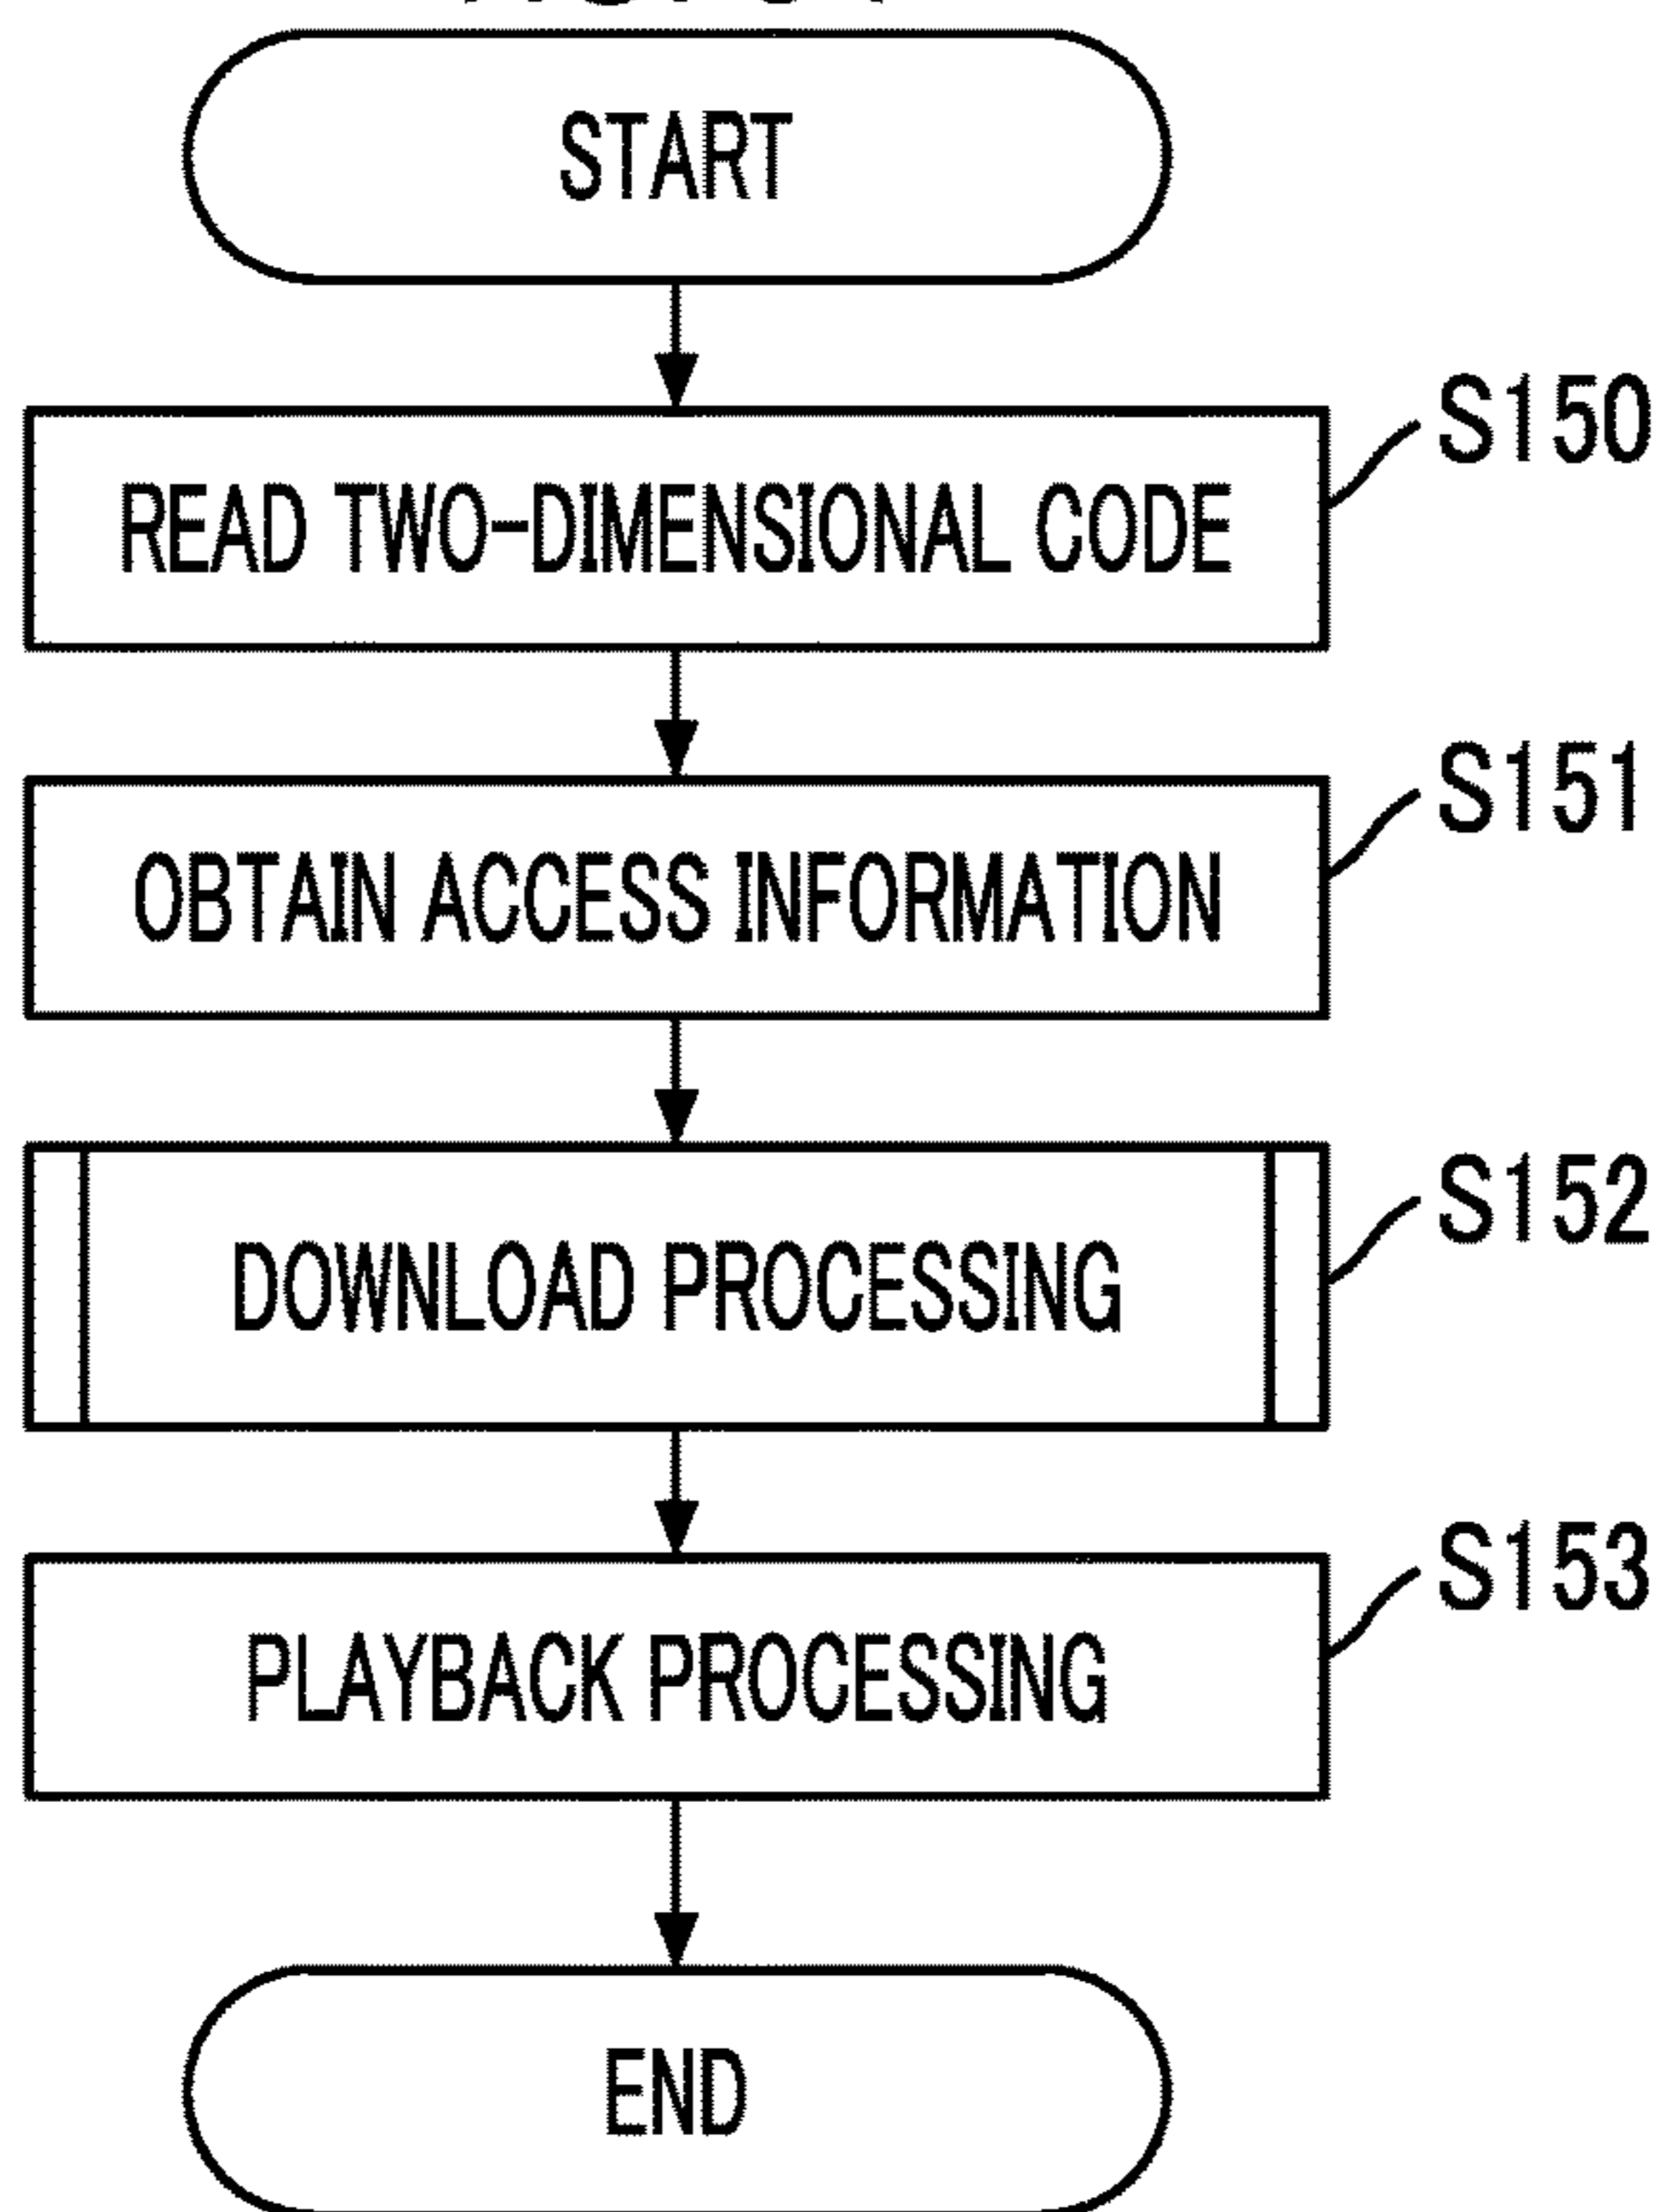 START
S150
READ TWO-DIMENSIONAL CODE
S151
OBTAIN ACCESS INFORMATION
S152
DOWNLOAD PROCESSING
S153
PLAYBACK PROCESSING
END